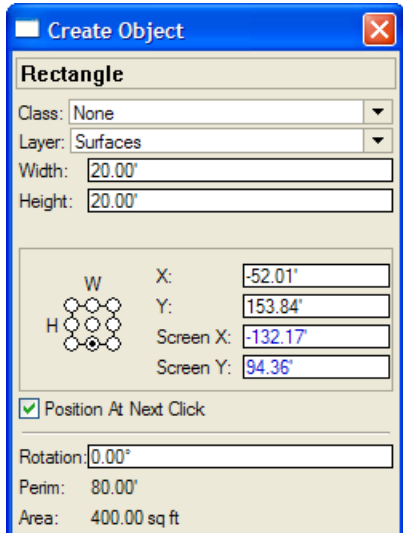 Create Object
Rectangle
Class: None
Layer: Surfaces
Width: 20.00'
Height: 20.00'
W
H
X: -52.01'
Y: 153.84'
Screen X: -132.17'
Screen Y: 94.36'
Position At Next Click
Rotation: 0.00°
Perim: 80.00'
Area: 400.00 sq ft